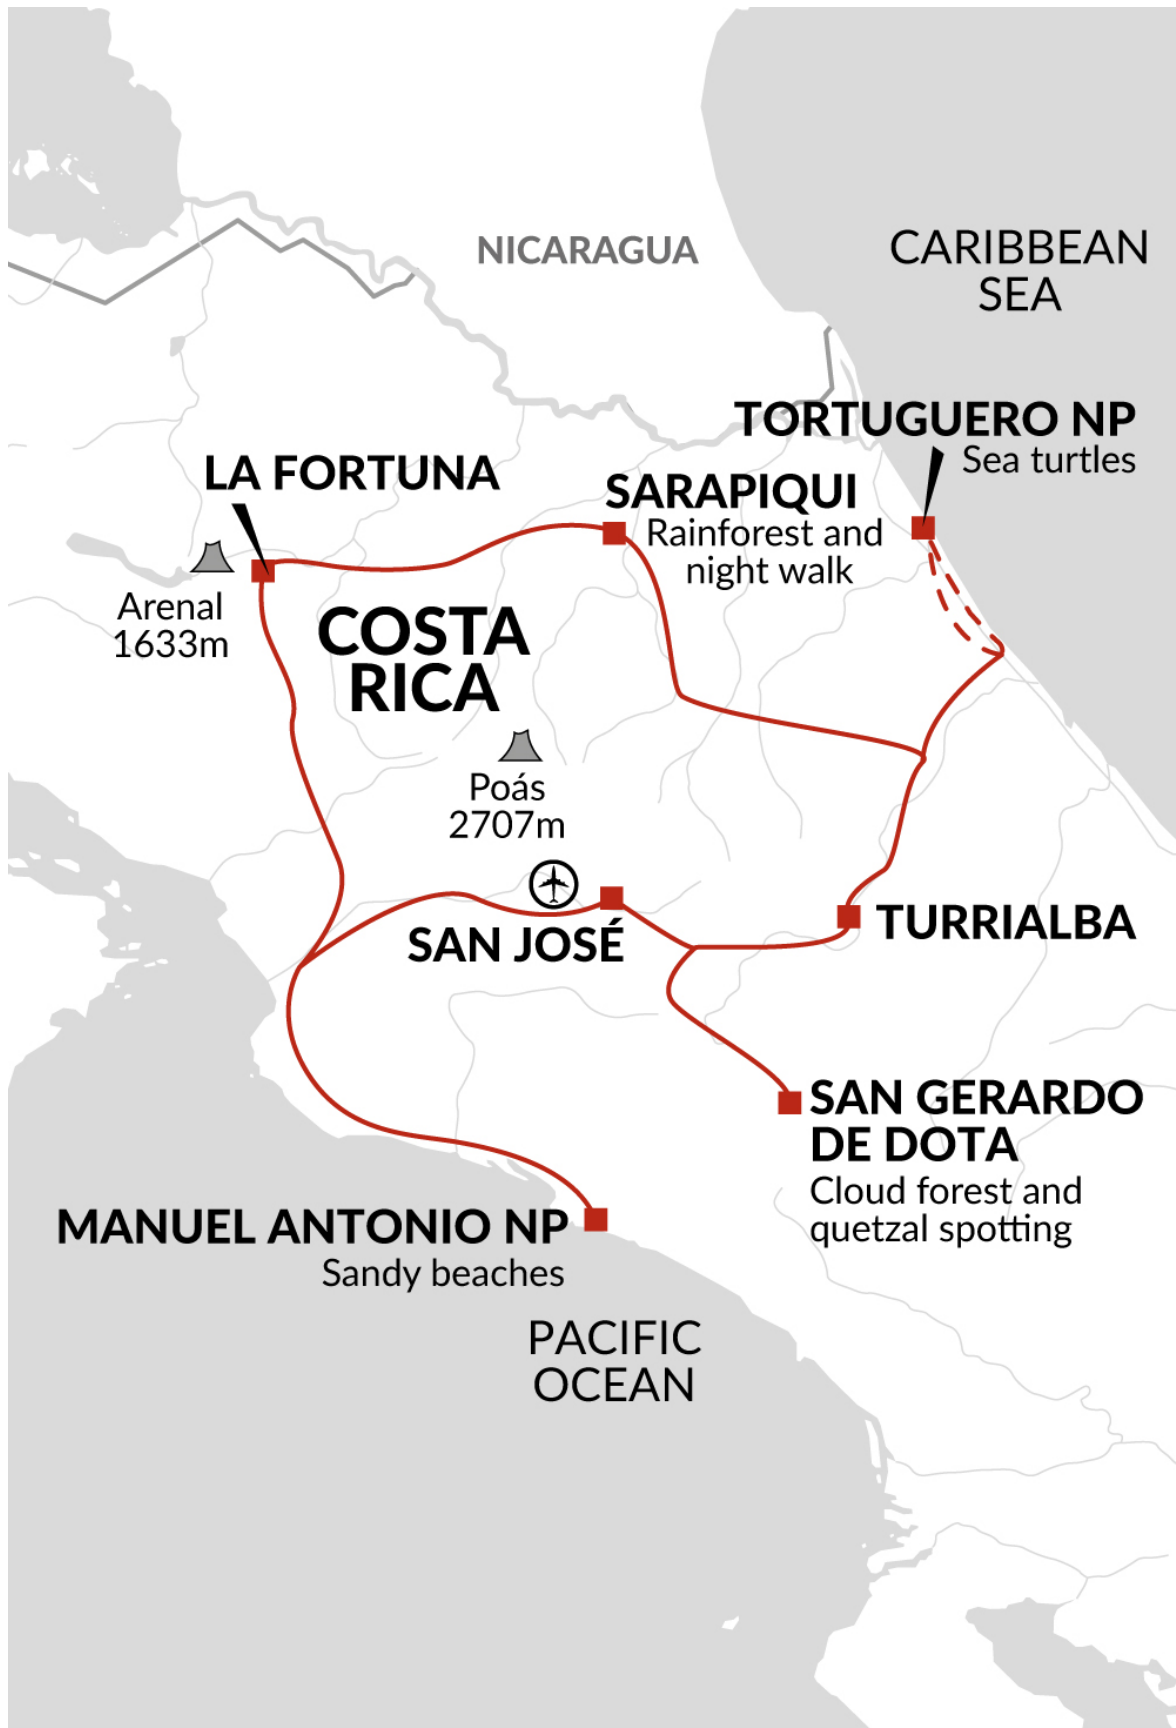 NICARAGUA
CARIBBEAN
SEA
TORTUGUERO NP
Sea turtles
LA FORTUNA
SARAPIQUI
Rainforest and
night walk
Arenal
1633m
COSTA
RICA
Poás
2707m
SAN JOSÉ
TURRIALBA
SAN GERARDO
DE DOTA
Cloud forest and
quetzal spotting
MANUEL ANTONIO NP
Sandy beaches
PACIFIC
OCEAN